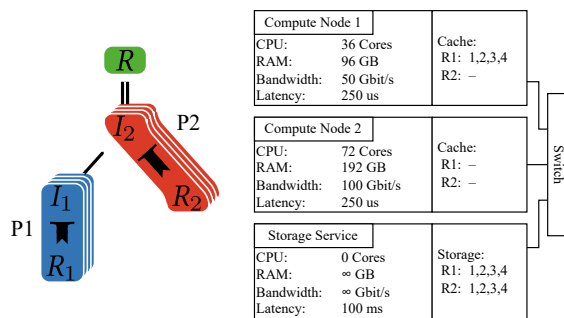 R
I2
P2
R2
I1
P1
R1
Compute Node 1
CPU: 36 Cores
RAM: 96 GB
Bandwidth: 50 Gbit/s
Latency: 250 us
Cache:
R1: 1,2,3,4
R2: –
Compute Node 2
CPU: 72 Cores
RAM: 192 GB
Bandwidth: 100 Gbit/s
Latency: 250 us
Cache:
R1: –
R2: –
Storage Service
CPU: 0 Cores
RAM: ∞ GB
Bandwidth: ∞ Gbit/s
Latency: 100 ms
Storage:
R1: 1,2,3,4
R2: 1,2,3,4
Switch